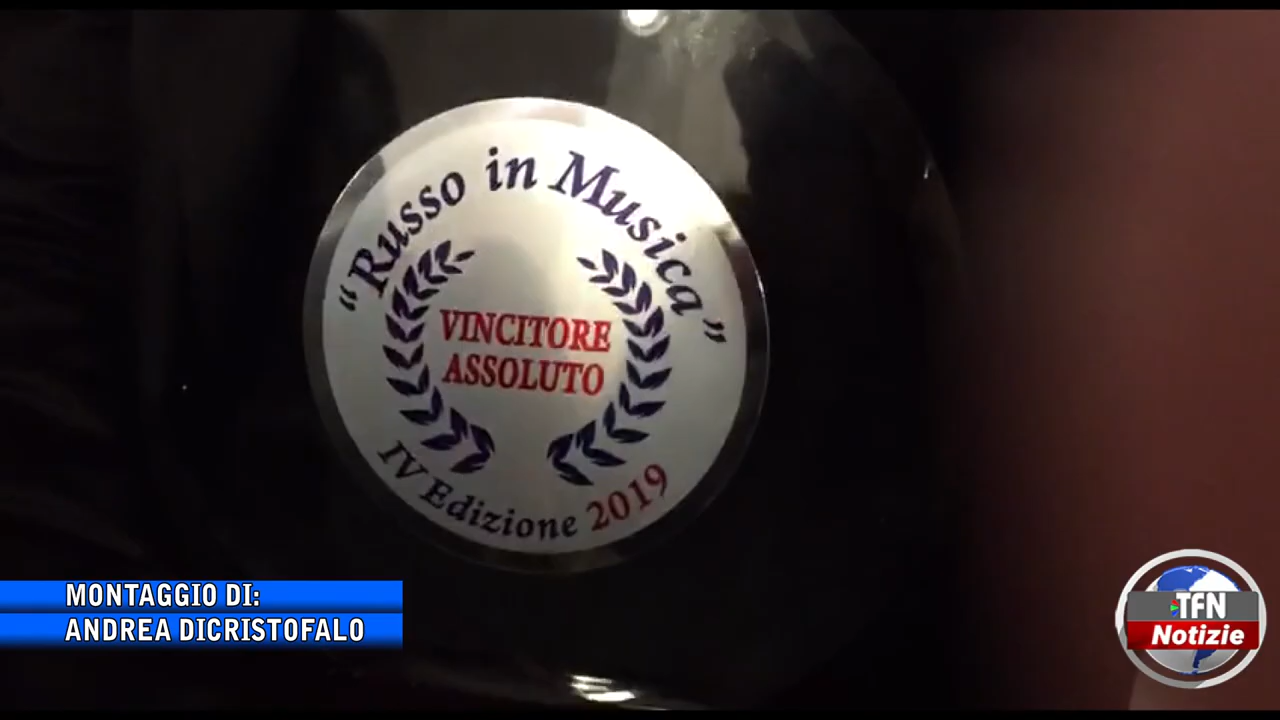 “Russo in Musica”
VINCITORE
ASSOLUTO
IV Edizione 2019
MONTAGGIO DI:
ANDREA DICRISTOFALO
TFN
Notizie